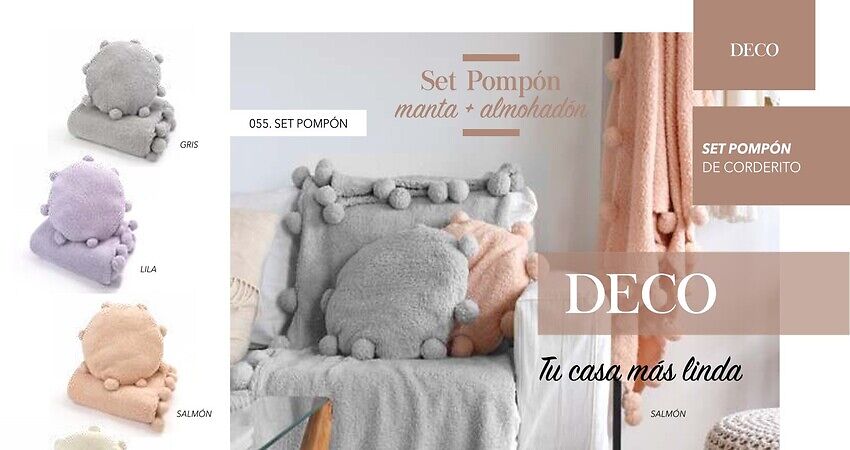 GRIS
LILA
SALMÓN
055. SET POMPÓN
Set Pompón
manta + almohadón
DECO
Tu casa más linda
SALMÓN
DECO
SET POMPÓN
DE CORDERITO